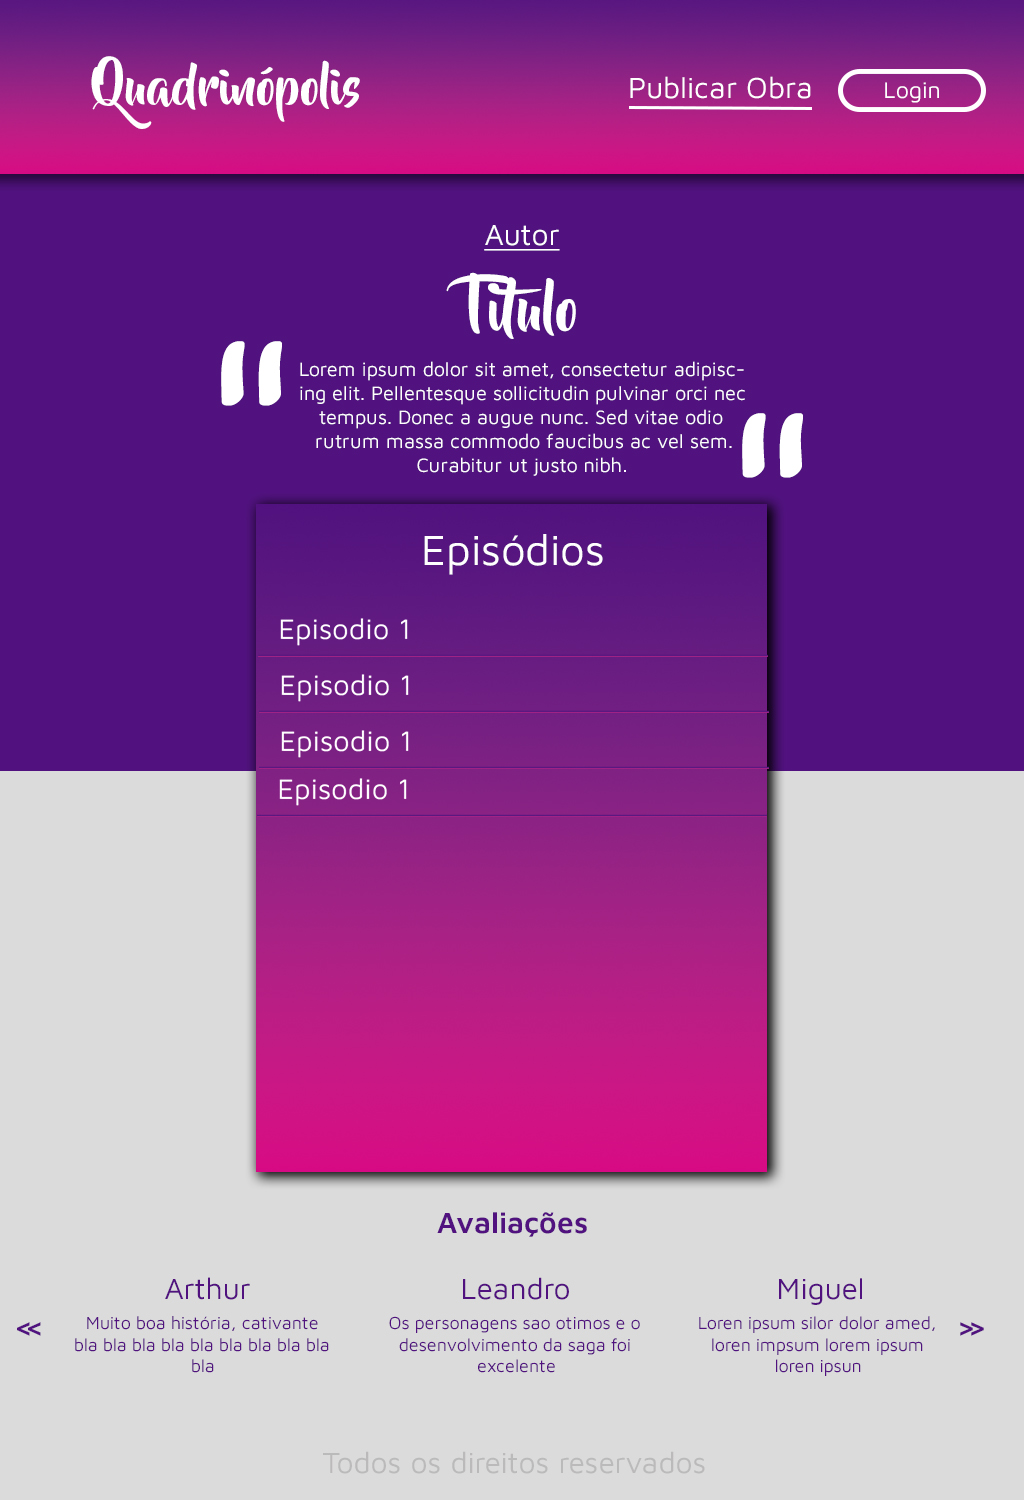 Quadrinópolis
Publicar Obra
Login
Autor
Titulo
"
Lorem ipsum dolor sit amet, consectetur adipisc-
ing elit. Pellentesque sollicitudin pulvinar orci nec
tempus. Donec a augue nunc. Sed vitae odio
rutrum massa commodo faucibus ac vel sem.
Curabitur ut justo nibh.
"
Episódios
Episodio 1
Episodio 1
Episodio 1
Episodio 1
Avaliações
<<
Arthur
Muito boa história, cativante
bla bla bla bla bla bla bla bla bla
bla
Leandro
Os personagens sao otimos e o
desenvolvimento da saga foi
excelente
Miguel
Loren ipsum silor dolor amed,
loren impsum lorem ipsum
loren ipsun
>>
Todos os direitos reservados